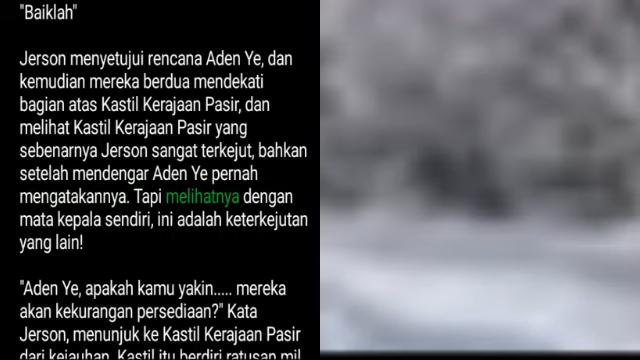 "Baiklah"
Jerson menyetujui rencana Aden Ye, dan
kemudian mereka berdua mendekati
bagian atas Kastil Kerajaan Pasir, dan
melihat Kastil Kerajaan Pasir yang
sebenarnya Jerson sangat terkejut, bahkan
setelah mendengar Aden Ye pernah
mengatakannya. Tapi melihatnya dengan
mata kepala sendiri, ini adalah keterkejutan
yang lain!
"Aden Ye, apakah kamu yakin..... mereka
akan kekurangan persediaan?" Kata
Jerson, menunjuk ke Kastil Kerajaan Pasir
dari kejauhan. Kastil itu berdiri ratusan mil